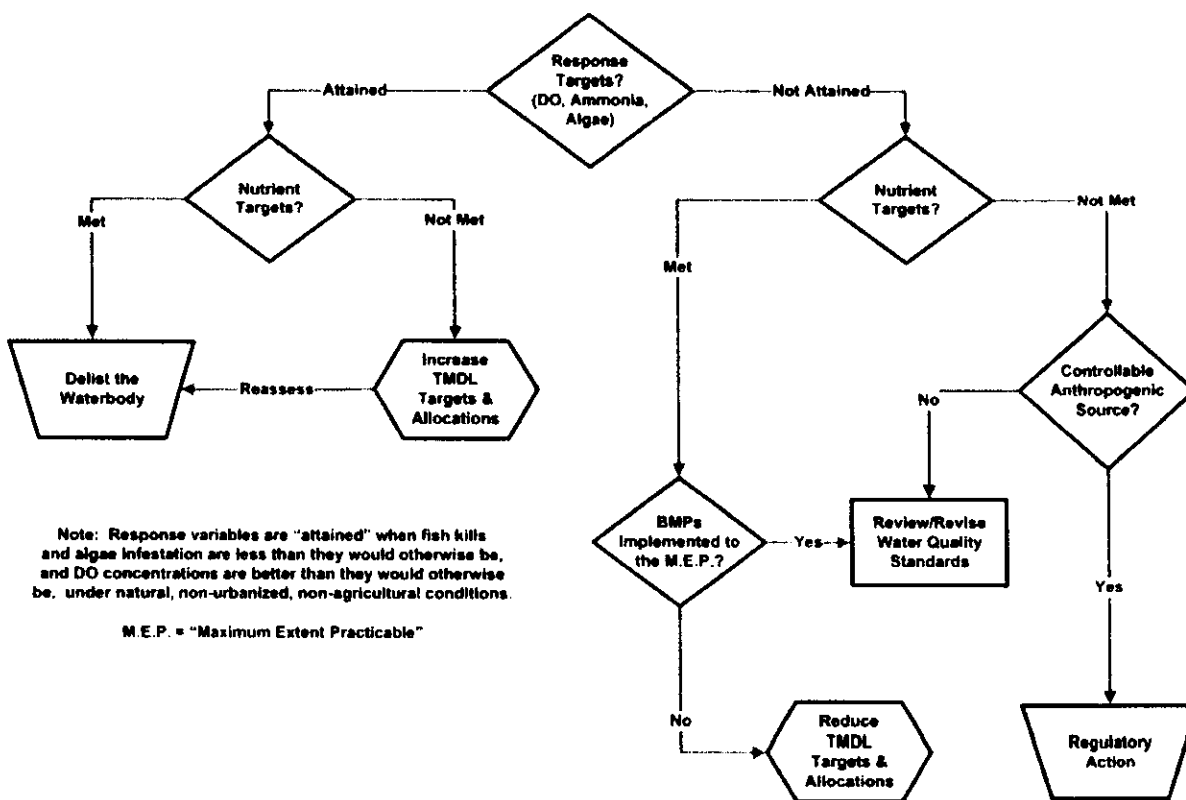 Response
Targets?
(DO, Ammonia,
Algae)
Attained
Not Attained
Nutrient
Targets?
Met
Not Met
Nutrient
Targets?
Met
Not Met
Delist the
Waterbody
Reassess
Increase
TMDL
Targets &
Allocations
Controllable
Anthropogenic
Source?
No
Yes
BMPs
Implemented to
the M.E.P.?
Yes
No
Review/Revise
Water Quality
Standards
Reduce
TMDL
Targets &
Allocations
Regulatory
Action
Note: Response variables are "attained" when fish kills
and algae infestation are less than they would otherwise be,
and DO concentrations are better than they would otherwise
be, under natural, non-urbanized, non-agricultural conditions.
M.E.P. = "Maximum Extent Practicable"